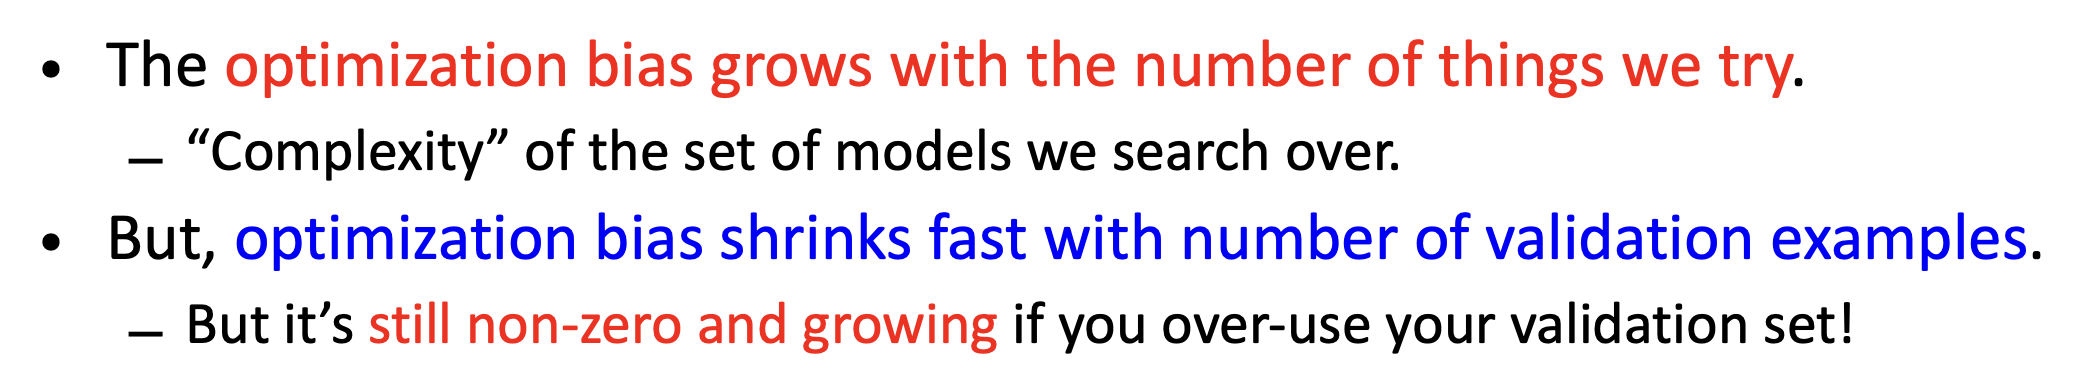 • The optimization bias grows with the number of things we try.
– “Complexity” of the set of models we search over.
• But, optimization bias shrinks fast with number of validation examples.
– But it’s still non-zero and growing if you over-use your validation set!